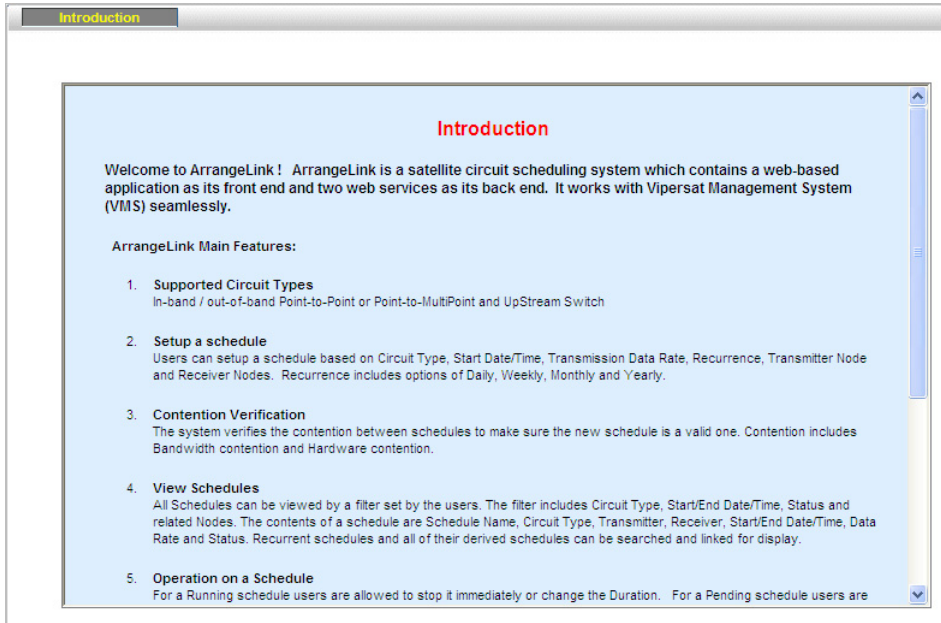 Introduction
Introduction
Welcome to ArrangeLink ! ArrangeLink is a satellite circuit scheduling system which contains a web-based
application as its front end and two web services as its back end. It works with Vipersat Management System
(VMS) seamlessly.
ArrangeLink Main Features:
1. Supported Circuit Types
In-band / out-of-band Point-to-Point or Point-to-MultiPoint and UpStream Switch
2. Setup a schedule
Users can setup a schedule based on Circuit Type, Start Date/Time, Transmission Data Rate, Recurrence, Transmitter Node
and Receiver Nodes. Recurrence includes options of Daily, Weekly, Monthly and Yearly.
3. Contention Verification
The system verifies the contention between schedules to make sure the new schedule is a valid one. Contention includes
Bandwidth contention and Hardware contention.
4. View Schedules
All Schedules can be viewed by a filter set by the users. The filter includes Circuit Type, Start/End Date/Time, Status and
related Nodes. The contents of a schedule are Schedule Name, Circuit Type, Transmitter, Receiver, Start/End Date/Time, Data
Rate and Status. Recurrent schedules and all of their derived schedules can be searched and linked for display.
5. Operation on a Schedule
For a Running schedule users are allowed to stop it immediately or change the Duration. For a Pending schedule users are